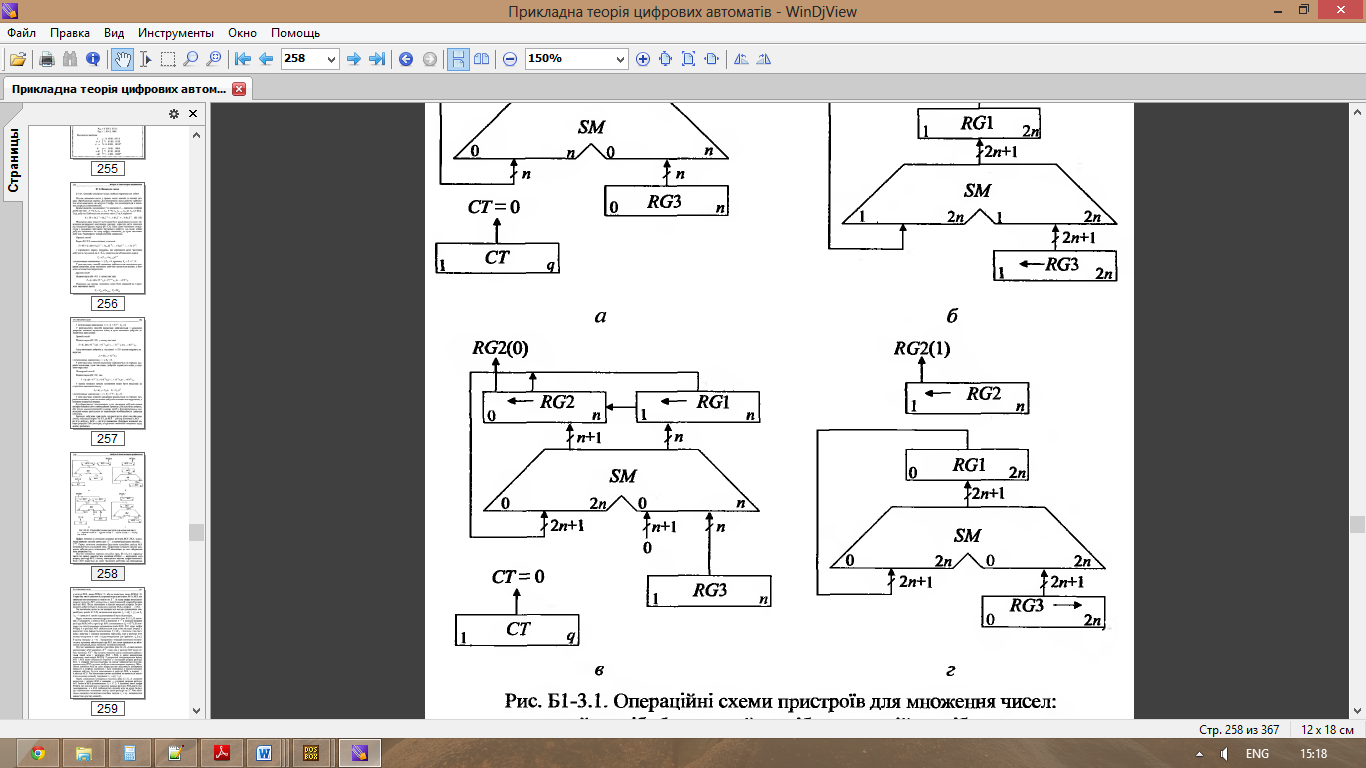 Прикладна теорія цифрових автоматів - WinDjView
Файл Правка Вид Инструменты Окно Помощь
258 150%
Прикладна теорія цифрових автом...
Страницы
255
256
257
258
259
SM
0 n 0 n
n n
RG3
0 n
CT = 0
CT
1 q
а
RG1
1 2n
2n+1
SM
1 2n 1 2n
2n+1
RG3
1 2n
б
RG2(0)
RG2
0 n
RG1
1 n
n+1 n
SM
0 2n 0 n
2n+1 n+1 n
0
CT = 0
RG3
1 n
CT
1 q
в
RG2(1)
RG2
1 n
RG1
0 2n
2n+1
SM
0 2n 0 2n
2n+1 2n+1
RG3
0 2n
г
Рис. Б1-3.1. Операційні схеми пристроїв для множення чисел:
Стр. 258 из 367 12 x 18 см
DOS BOX
ENG 15:18